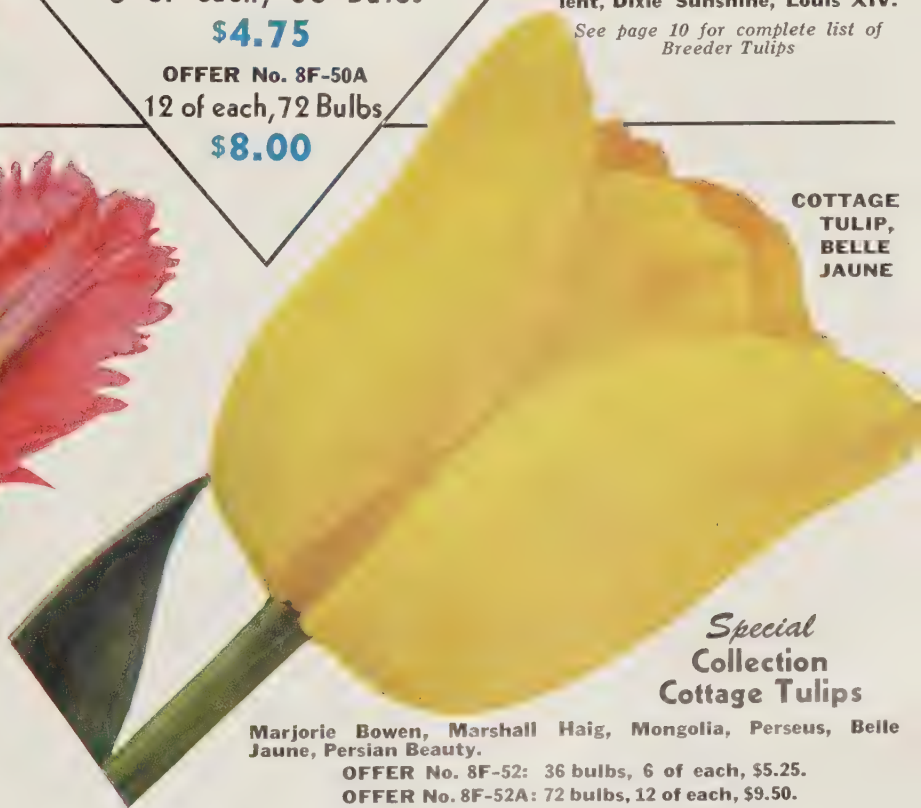 $4.75
OFFER No. 8F-50A
12 of each, 72 Bulbs
$8.00
Dixie Sunshine, Louis XIV.
See page 10 for complete list of
Breeder Tulips
COTTAGE
TULIP,
BELLE
JAUNE
Special
Collection
Cottage Tulips
Marjorie Bowen, Marshall Haig, Mongolia, Perseus, Belle
Jaune, Persian Beauty.
OFFER No. 8F-52: 36 bulbs, 6 of each, $5.25.
OFFER No. 8F-52A: 72 bulbs, 12 of each, $9.50.